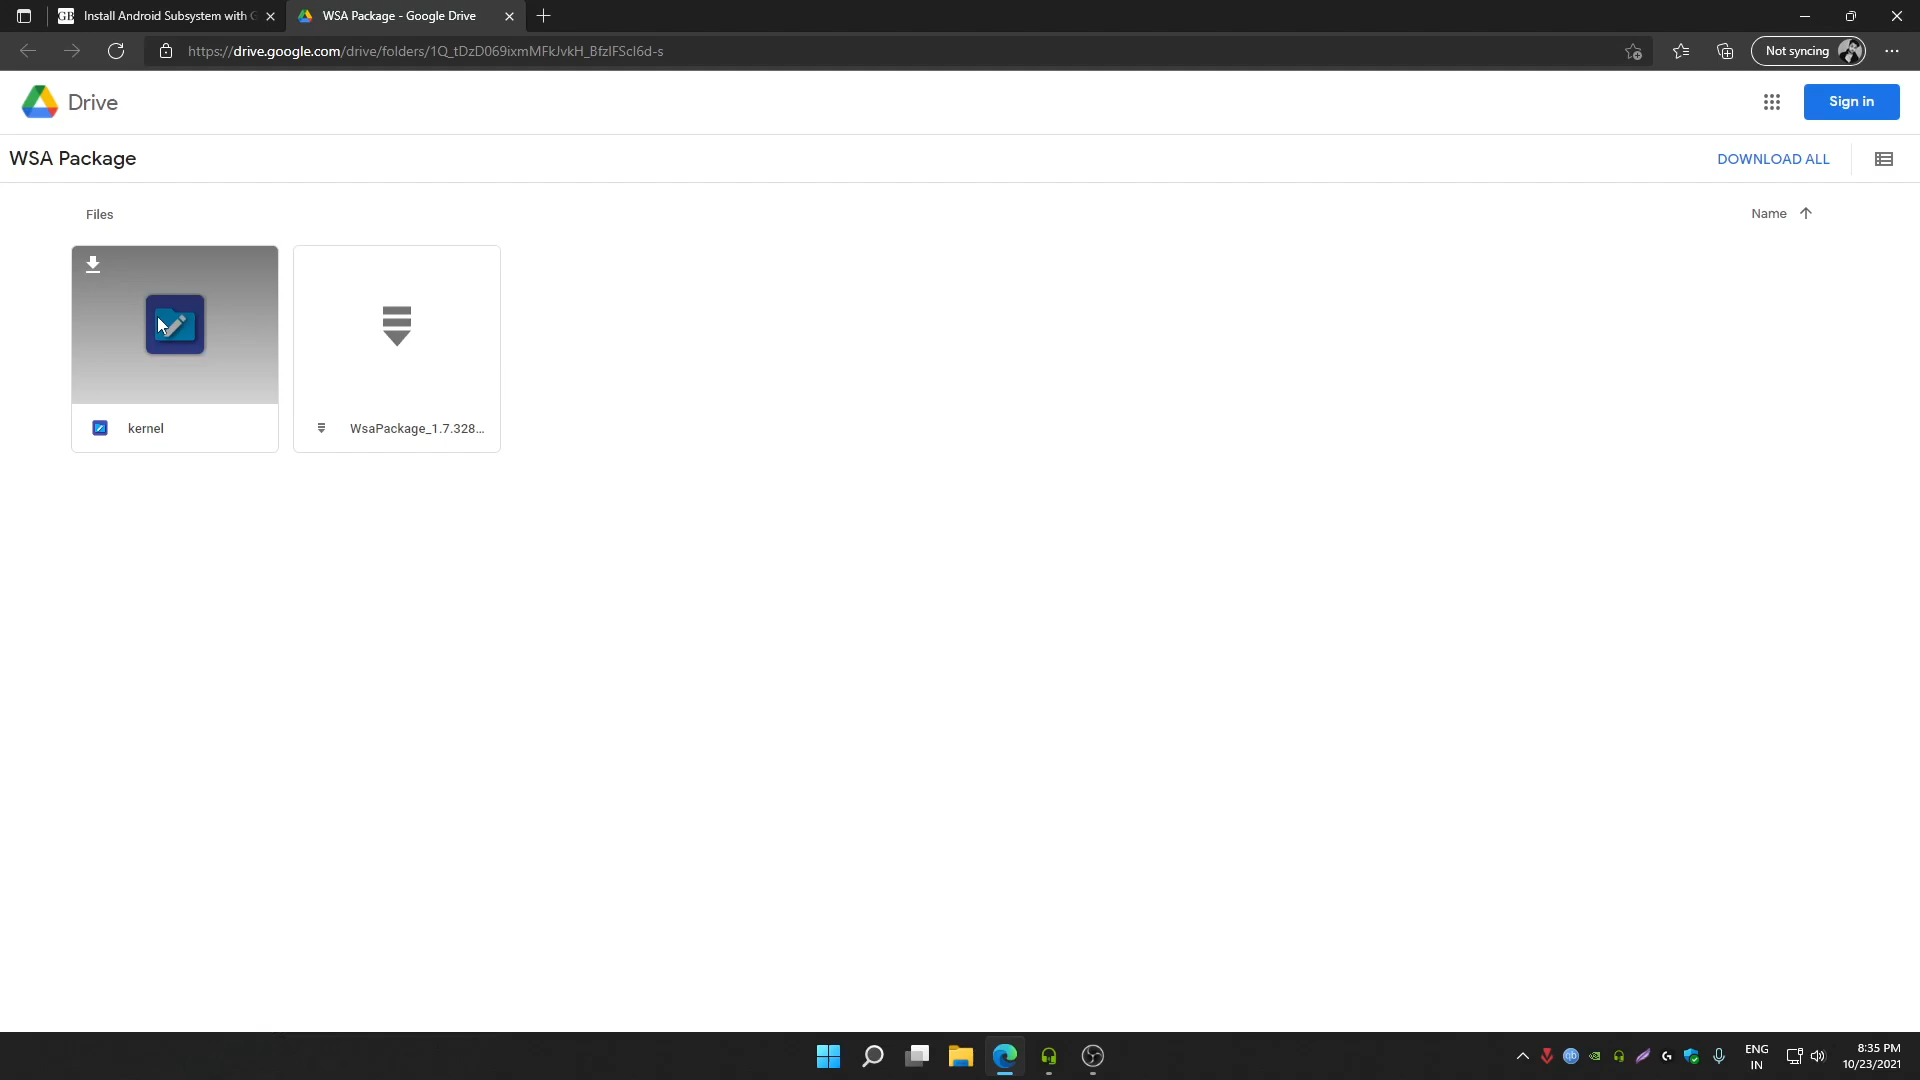 Install Android Subsystem with G
WSA Package - Google Drive
https://drive.google.com/drive/folders/1Q_tDzD069ixmMFkJvkH_BfzlFScl6d-s
Not syncing
Drive
Sign in
WSA Package
DOWNLOAD ALL
Files
Name
kernel
WsaPackage_1.7.328...
ENG
IN
8:35 PM
10/23/2021